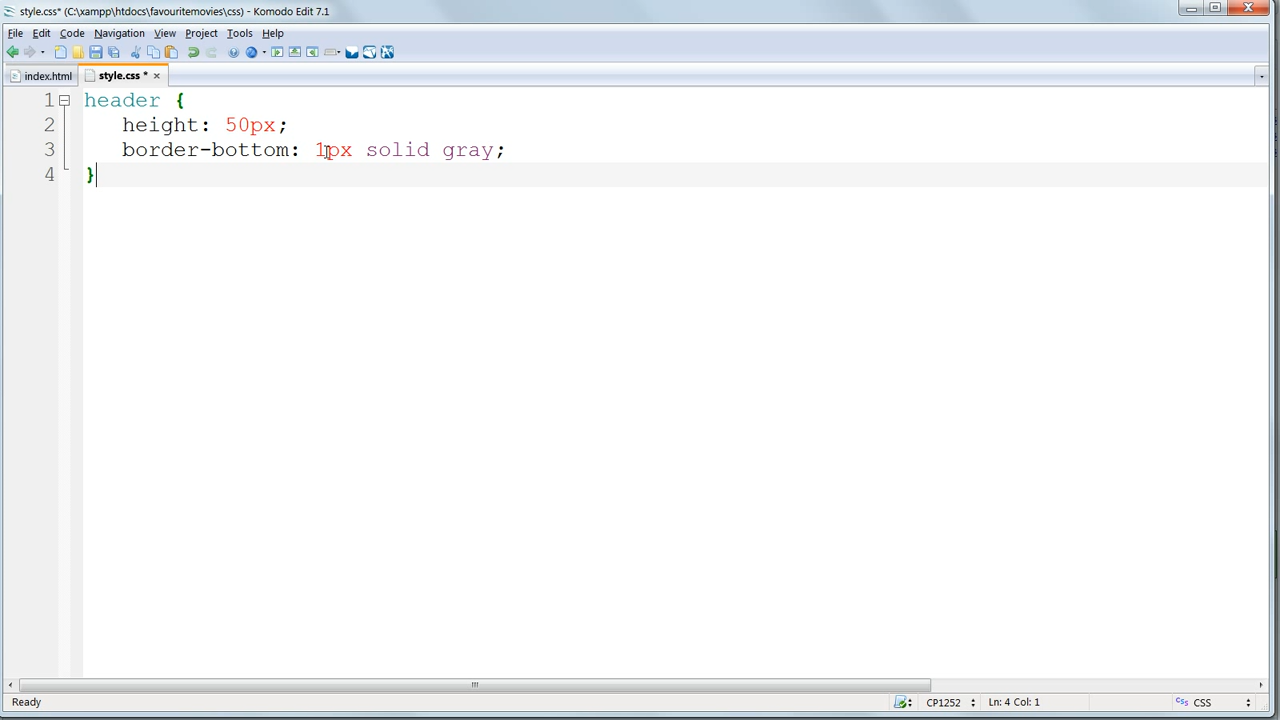 style.css* (C:\xampp\htdocs\favouritemovies\css) - Komodo Edit 7.1
File Edit Code Navigation View Project Tools Help
index.html style.css *
1 header {
2 height: 50px;
3 border-bottom: 1px solid gray;
4 }
Ready CP1252 Ln: 4 Col: 1 CSS